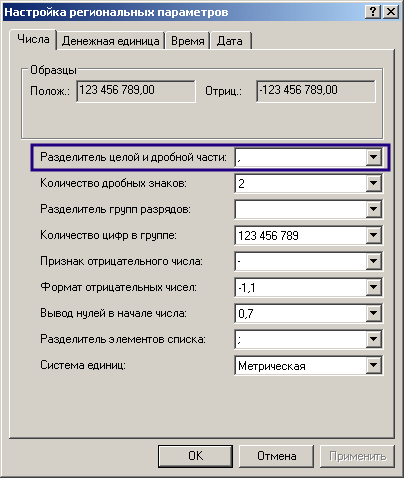 Настройка региональных параметров
Числа Денежная единица Время Дата
Образцы
Полож.: 123 456 789,00 Отриц.: -123 456 789,00
Разделитель целой и дробной части: ,
Количество дробных знаков: 2
Разделитель групп разрядов:
Количество цифр в группе: 123 456 789
Признак отрицательного числа: -
Формат отрицательных чисел: -1,1
Вывод нулей в начале числа: 0,7
Разделитель элементов списка: ;
Система единиц: Метрическая
OK Отмена Применить